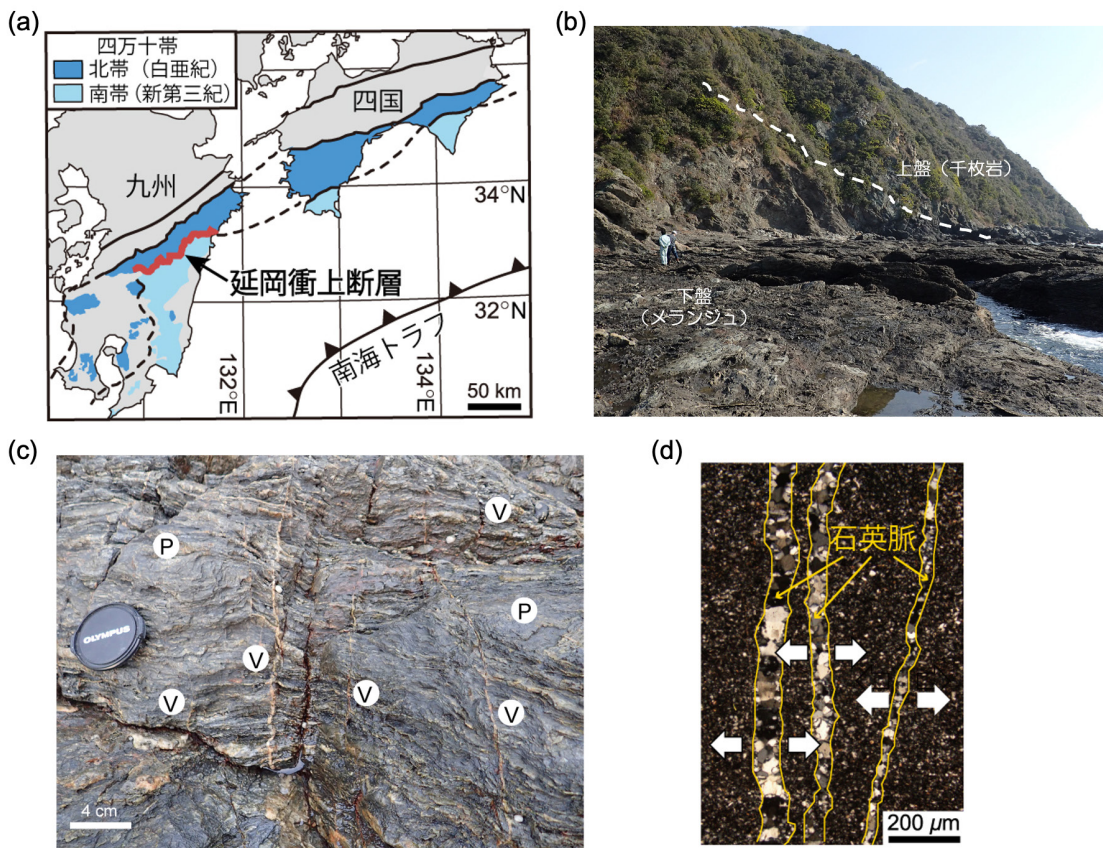 (a)
四万十帯
北帯（白亜紀）
南帯（新第三紀）
四国
九州
34°N
延岡衝上断層
32°N
南海トラフ
132°E
134°E
50 km
(b)
上盤（千枚岩）
下盤
（メランジュ）
(c)
V
P
P
OLYMPUS
V
V
V
V
4 cm
(d)
石英脈
200 µm